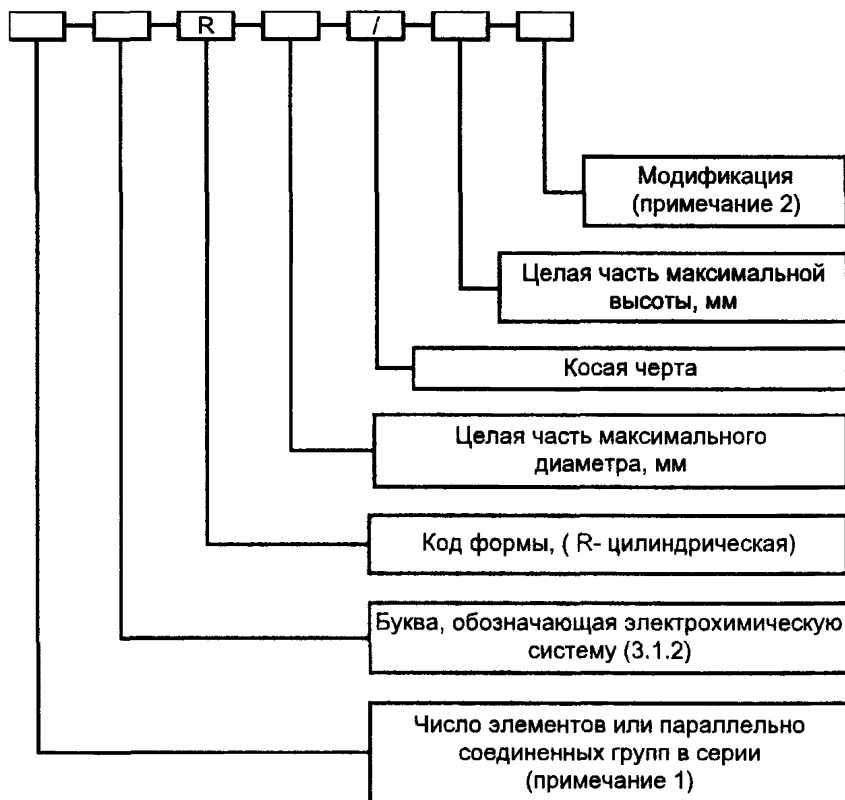 R /
Модификация
(примечание 2)
Целая часть максимальной
высоты, мм
Косая черта
Целая часть максимального
диаметра, мм
Код формы, ( R- цилиндрическая)
Буква, обозначающая электрохимическую
систему (3.1.2)
Число элементов или параллельно
соединенных групп в серии
(примечание 1)